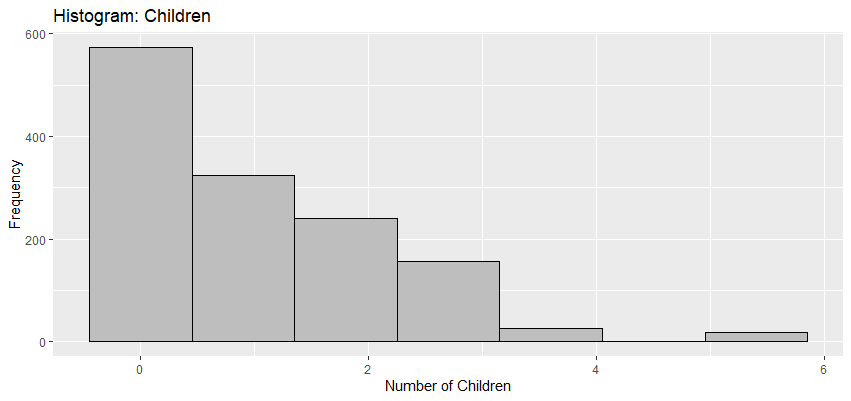 Histogram: Children
600
400
200
0
Frequency
0 2 4 6
Number of Children